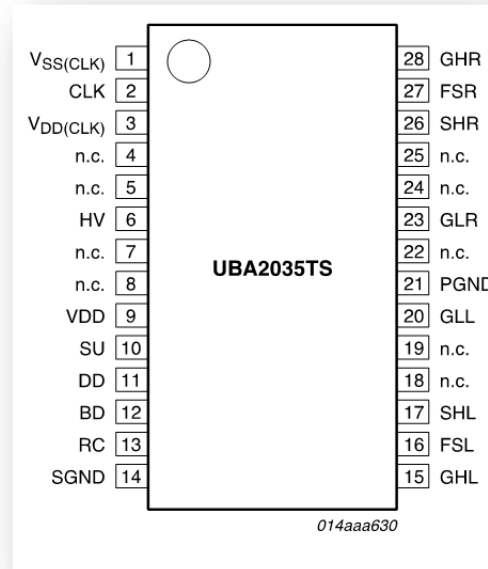 VSS(CLK) 1
CLK 2
VDD(CLK) 3
n.c. 4
n.c. 5
HV 6
n.c. 7
n.c. 8
VDD 9
SU 10
DD 11
BD 12
RC 13
SGND 14
UBA2035TS
28 GHR
27 FSR
26 SHR
25 n.c.
24 n.c.
23 GLR
22 n.c.
21 PGND
20 GLL
19 n.c.
18 n.c.
17 SHL
16 FSL
15 GHL
014aaa630